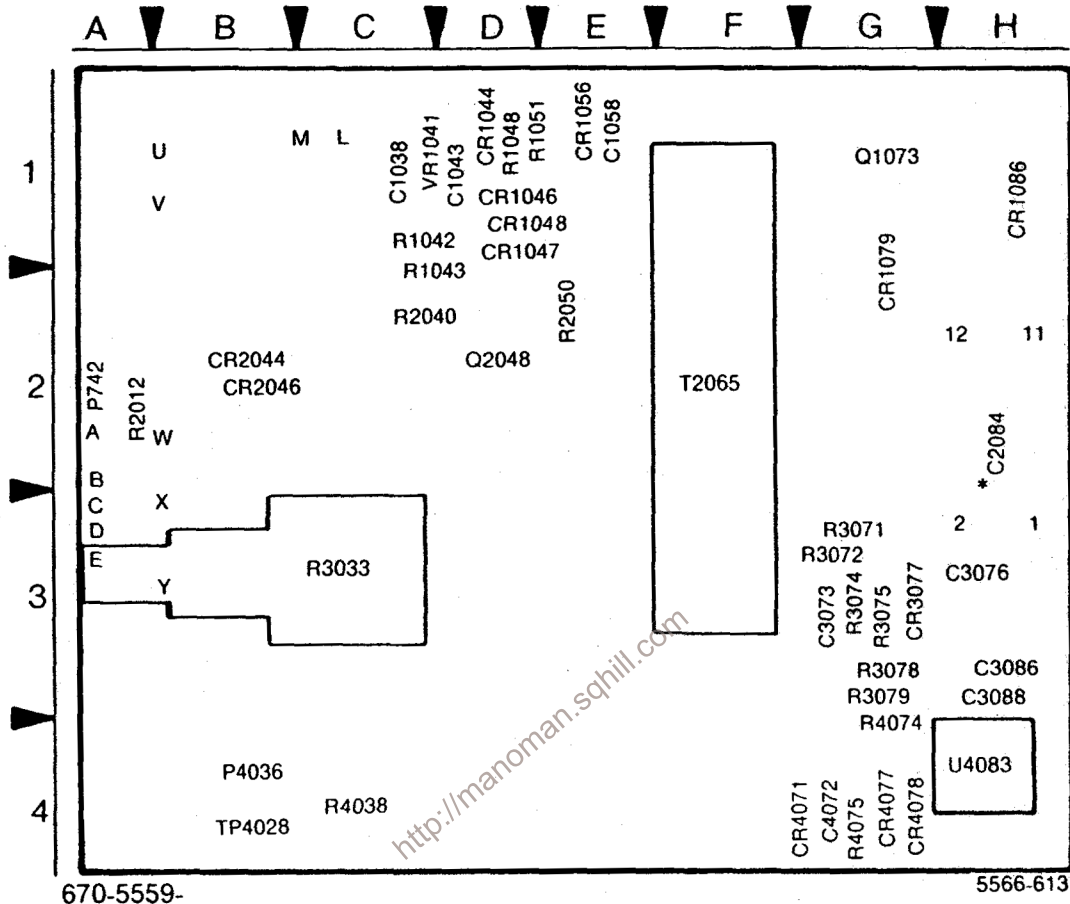 A B C D E F G H
1
U
V
M L
C1038
VR1041
C1043
CR1044
R1048
R1051
CR1056
C1058
CR1046
CR1048
CR1047
R1042
R1043
Q1073
CR1086
CR1079
R2040
R2050
12 11
2
CR2044
CR2046
Q2048
T2065
P742
R2012
A
W
C2084
*
B
C
X
D
E
2 1
R3071
R3072
3
R3033
Y
C3073
R3074
R3075
CR3077
C3076
R3078
C3086
R3079
C3088
R4074
U4083
4
P4036
R4038
TP4028
CR4071
C4072
R4075
CR4077
CR4078
http://manoman.sqhill.com
670-5559-
5566-613